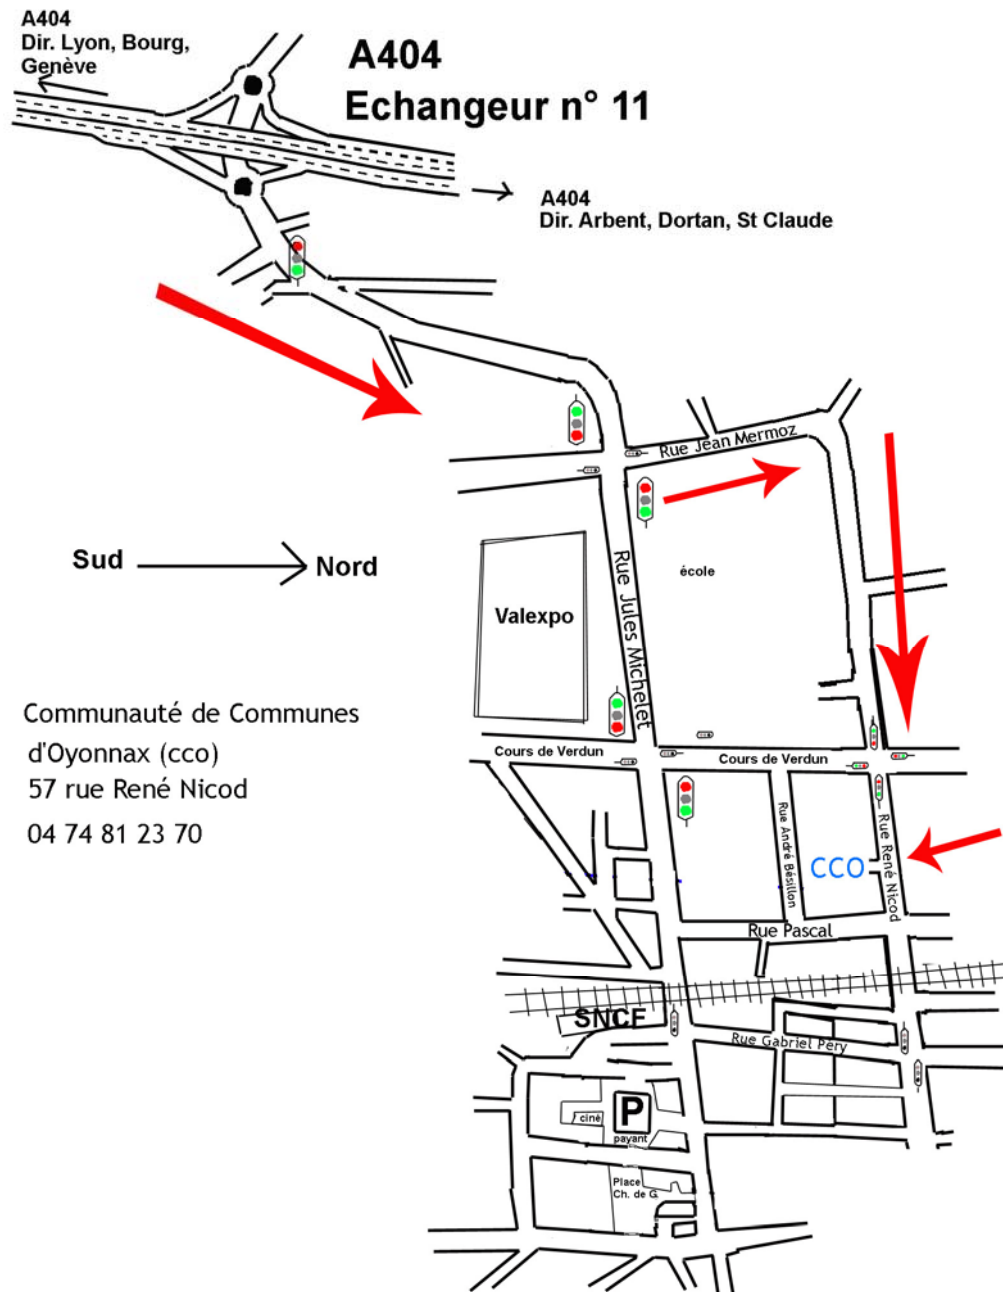 A404
Dir. Lyon, Bourg,
Genève
A404
Echangeur n° 11
A404
Dir. Arbent, Dortan, St Claude
Rue Jean Mermoz
Sud
Nord
école
Rue Jules Michelet
Valexpo
Communauté de Communes
d'Oyonnax (cco)
57 rue René Nicod
04 74 81 23 70
Cours de Verdun
Cours de Verdun
Rue André Bésillon
CCO
Rue René Nicod
Rue Pascal
SNCF
Rue Gabriel Péry
ciné
P
payant
Place
Ch. de G.